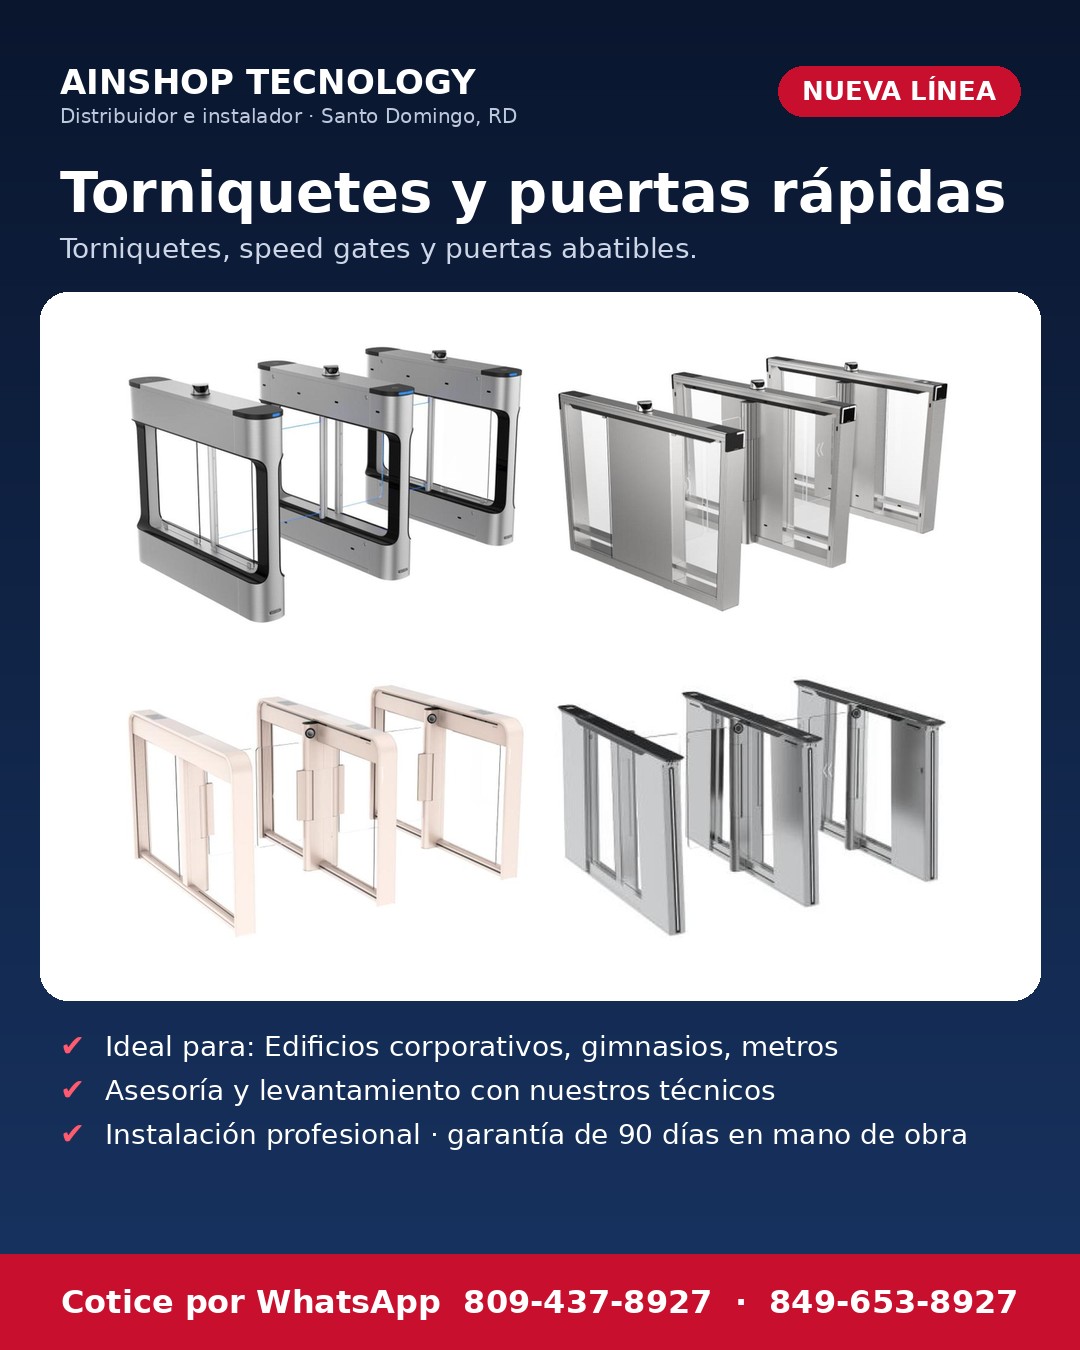 AINSHOP TECNOLOGY
Distribuidor e instalador · Santo Domingo, RD
NUEVA LÍNEA
Torniquetes y puertas rápidas
Torniquetes, speed gates y puertas abatibles.
✔ Ideal para: Edificios corporativos, gimnasios, metros
✔ Asesoría y levantamiento con nuestros técnicos
✔ Instalación profesional · garantía de 90 días en mano de obra
Cotice por WhatsApp 809-437-8927 · 849-653-8927